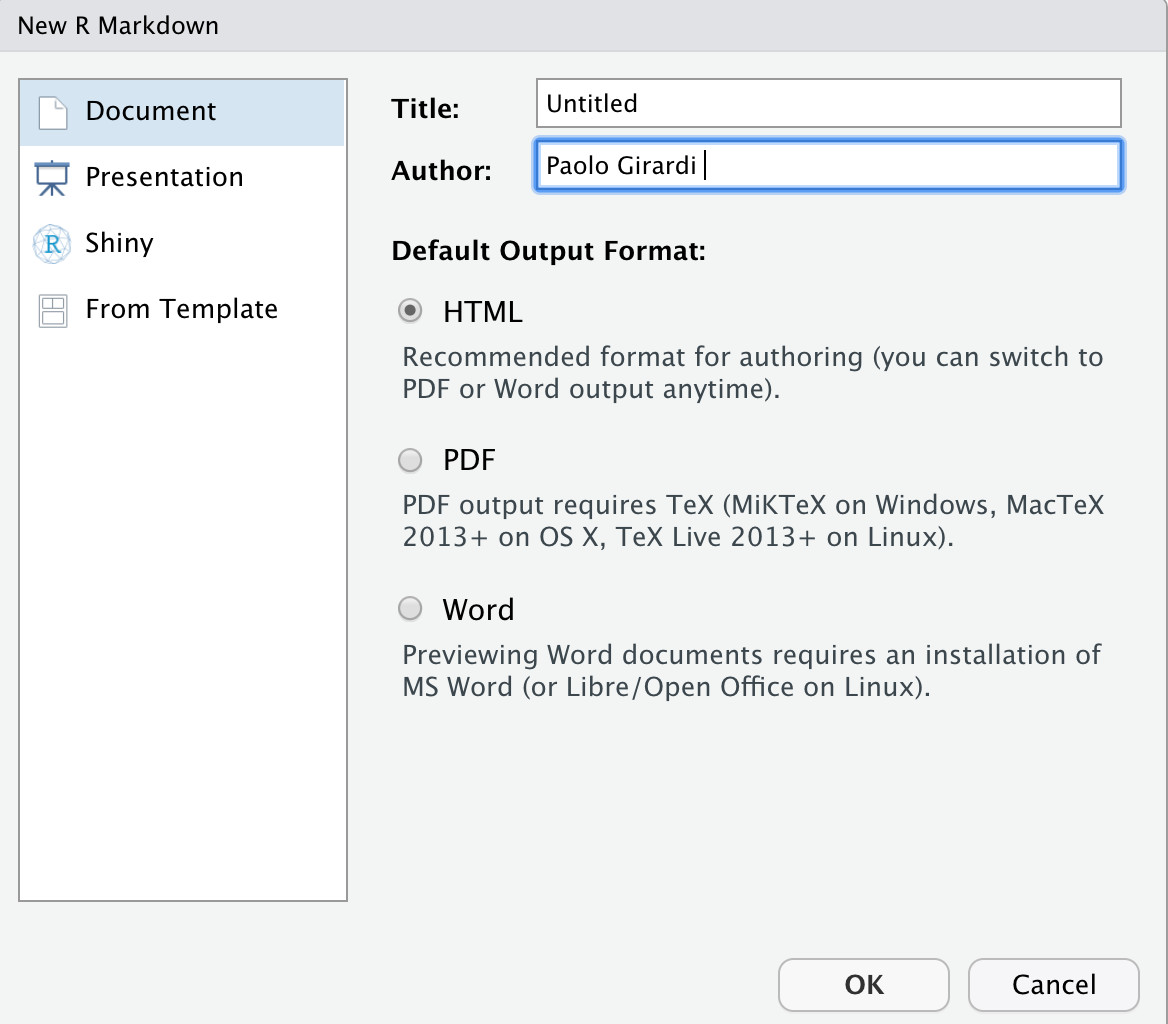 New R Markdown
Document
Presentation
R
Shiny
From Template
Title:
Untitled
Author:
Paolo Girardi
Default Output Format:
HTML
Recommended format for authoring (you can switch to
PDF or Word output anytime).
PDF
PDF output requires TeX (MiKTeX on Windows, MacTeX
2013+ on OS X, TeX Live 2013+ on Linux).
Word
Previewing Word documents requires an installation of
MS Word (or Libre/Open Office on Linux).
OK
Cancel